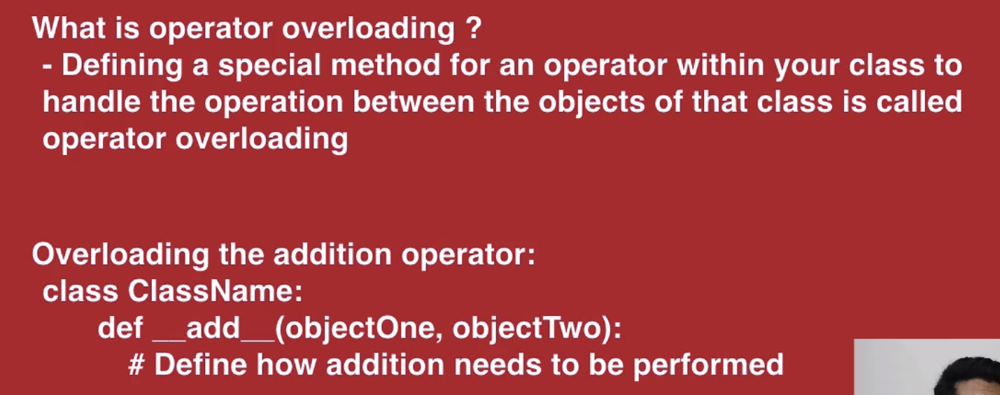 What is operator overloading ?
- Defining a special method for an operator within your class to
handle the operation between the objects of that class is called
operator overloading
Overloading the addition operator:
class ClassName:
def __add__(objectOne, objectTwo):
# Define how addition needs to be performed